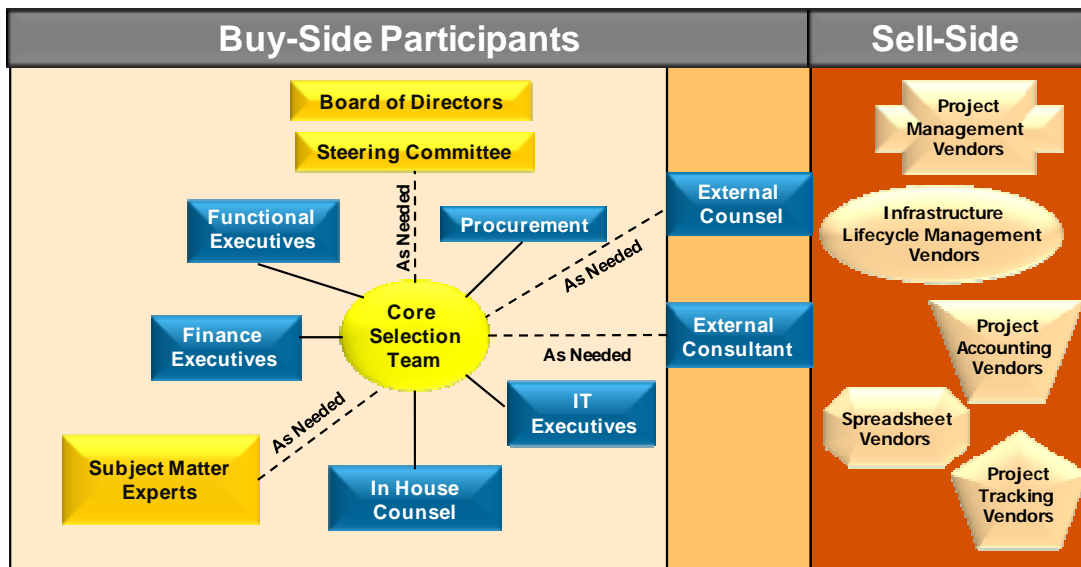 Buy-Side Participants
Sell-Side
Board of Directors
Steering Committee
As Needed
Functional
Executives
Procurement
External
Counsel
As Needed
Finance
Executives
Core
Selection
Team
External
Consultant
As Needed
IT
Executives
As Needed
Subject Matter
Experts
In House
Counsel
Project
Management
Vendors
Infrastructure
Lifecycle Management
Vendors
Project
Accounting
Vendors
Spreadsheet
Vendors
Project
Tracking
Vendors